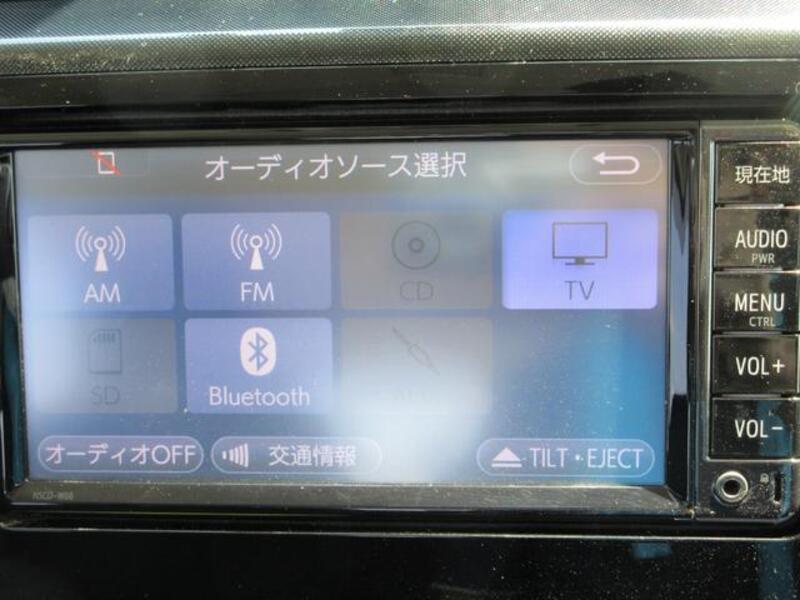 オーディオソース選択
現在地
AM
FM
CD
TV
AUDIO
PWR
MENU
CTRL
SD
Bluetooth
VOL+
VOL-
オーディオOFF
交通情報
TILT・EJECT